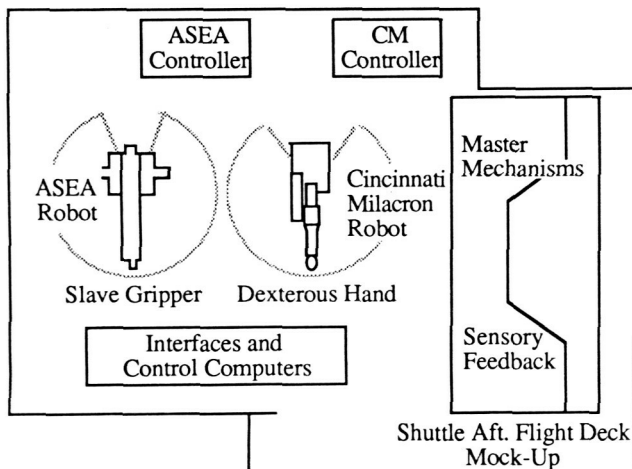 ASEA
Controller
CM
Controller
ASEA
Robot
Cincinnati
Milacron
Robot
Master
Mechanisms
Slave Gripper
Dexterous Hand
Interfaces and
Control Computers
Sensory
Feedback
Shuttle Aft. Flight Deck
Mock-Up